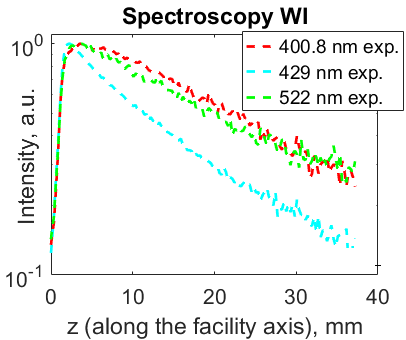 Spectroscopy WI
10⁰
400.8 nm exp.
429 nm exp.
522 nm exp.
Intensity, a.u.
10⁻¹
0 10 20 30 40
z (along the facility axis), mm